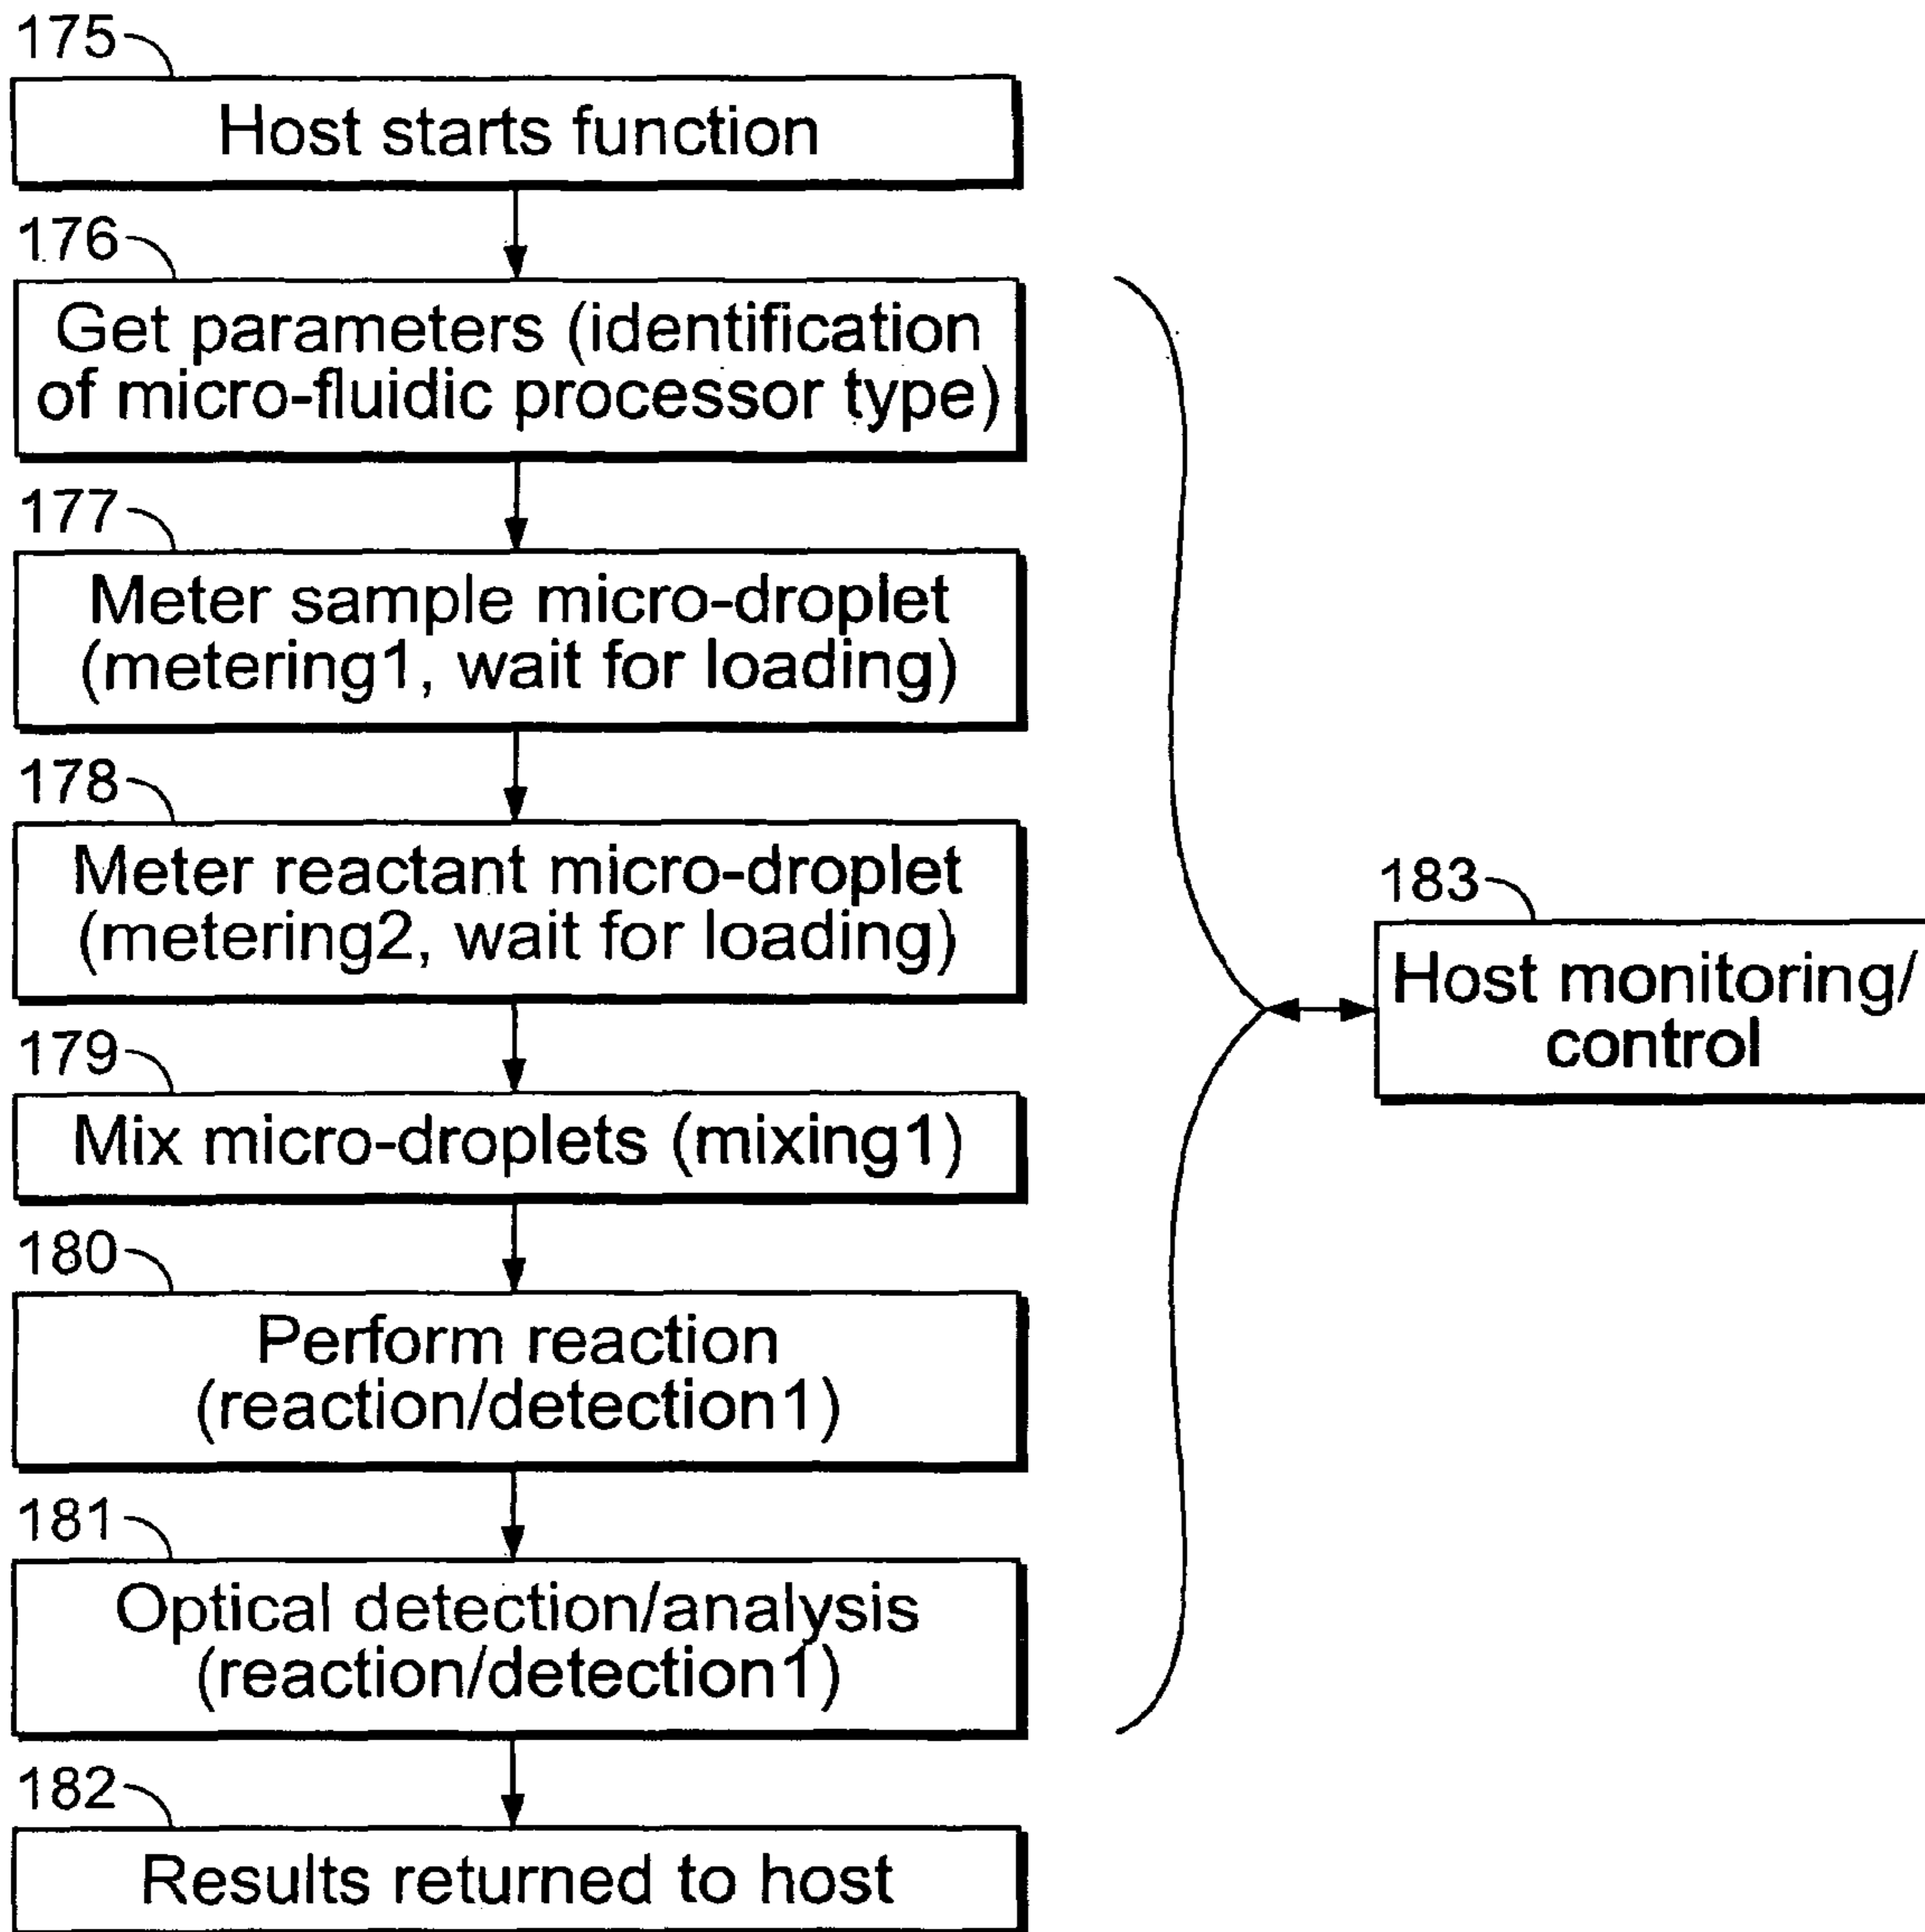 175
Host starts function
176
Get parameters (identification
of micro-fluidic processor type)
177
Meter sample micro-droplet
(metering1, wait for loading)
178
Meter reactant micro-droplet
(metering2, wait for loading)
179
Mix micro-droplets (mixing1)
180
Perform reaction
(reaction/detection1)
181
Optical detection/analysis
(reaction/detection1)
182
Results returned to host
183
Host monitoring/
control